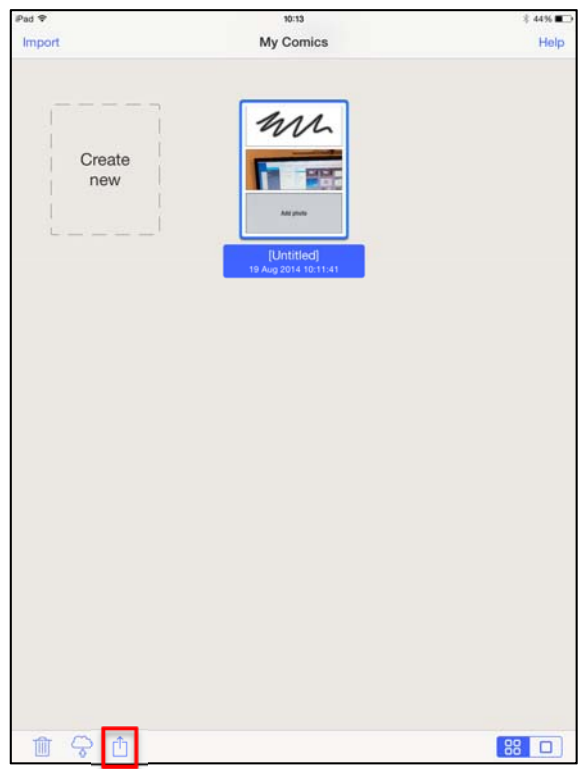 iPad 10:13 44%
Import My Comics Help
Create
new
Add photo
[Untitled]
19 Aug 2014 10:11:41